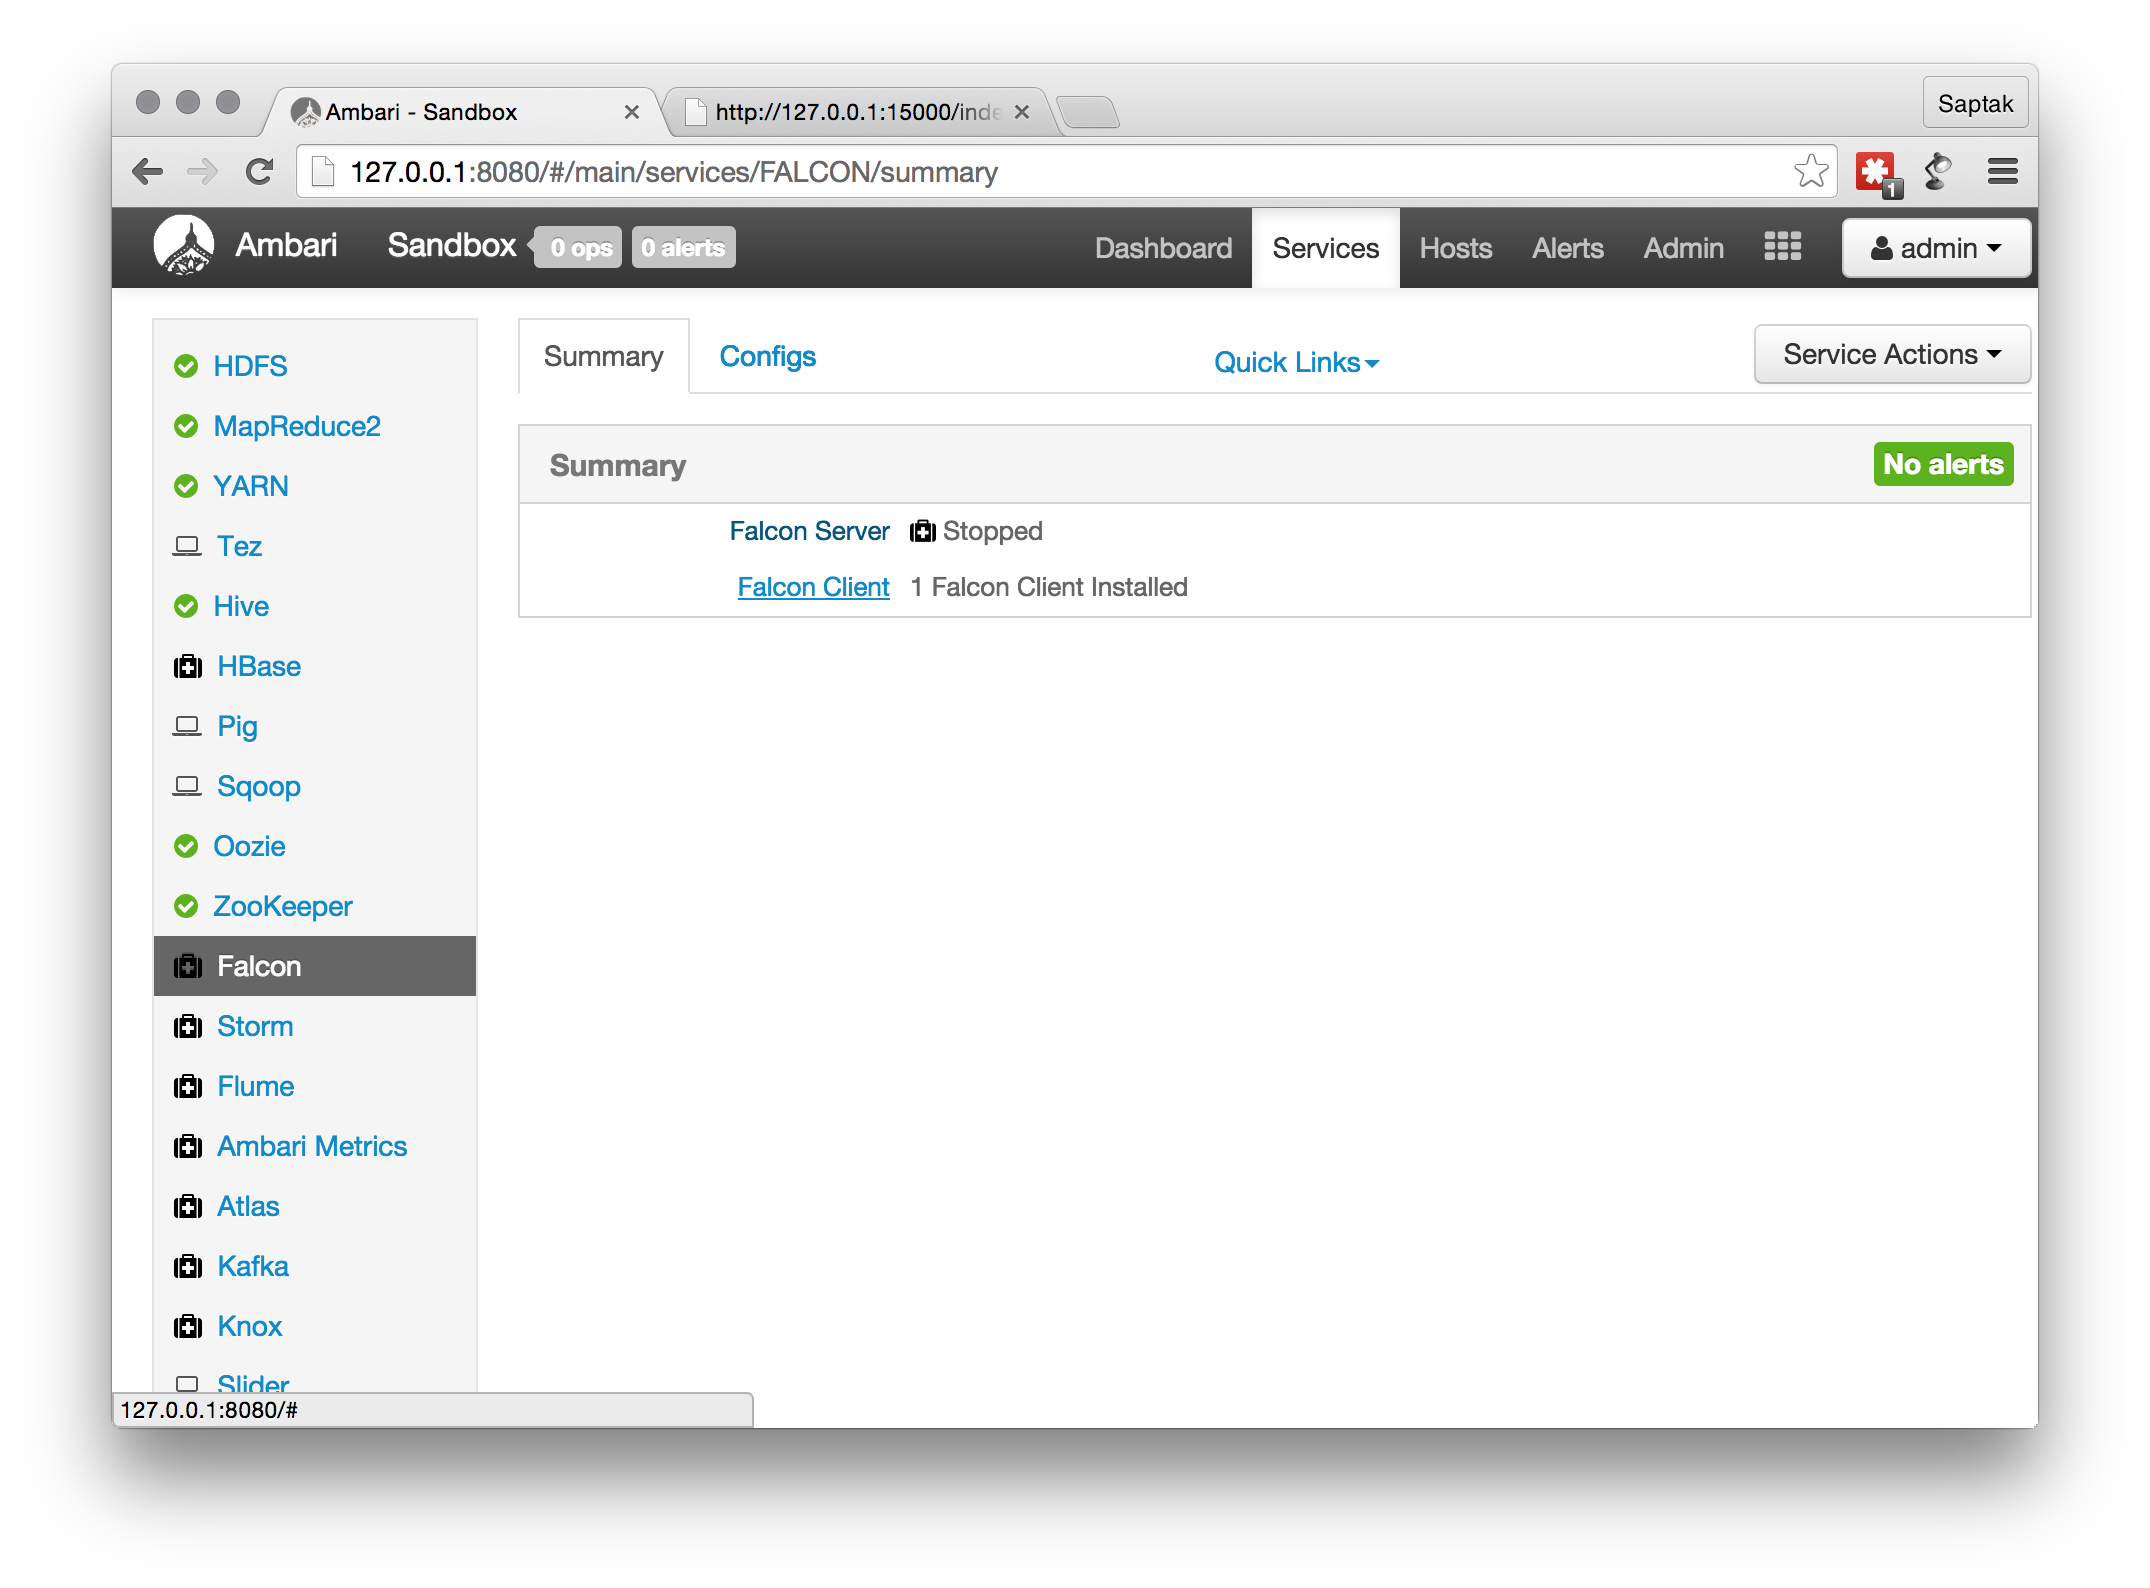 Ambari - Sandbox
http://127.0.0.1:15000/inde
Saptak
127.0.0.1:8080/#/main/services/FALCON/summary
1
Ambari Sandbox 0 ops 0 alerts Dashboard Services Hosts Alerts Admin admin
HDFS
MapReduce2
YARN
Tez
Hive
HBase
Pig
Sqoop
Oozie
ZooKeeper
Falcon
Storm
Flume
Ambari Metrics
Atlas
Kafka
Knox
Slider
Summary Configs Quick Links Service Actions
Summary No alerts
Falcon Server Stopped
Falcon Client 1 Falcon Client Installed
127.0.0.1:8080/#